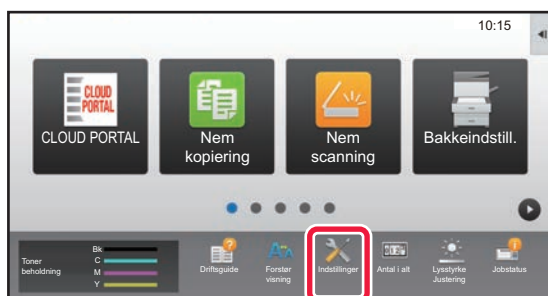 10:15
CLOUD
PORTAL
CLOUD PORTAL
Nem
kopiering
Nem
scanning
Bakkeindstill.
Toner
beholdning
Bk
C
M
Y
Driftsguide
Forstør
visning
Indstillinger
Antal i alt
Lysstyrke
Justering
Jobstatus